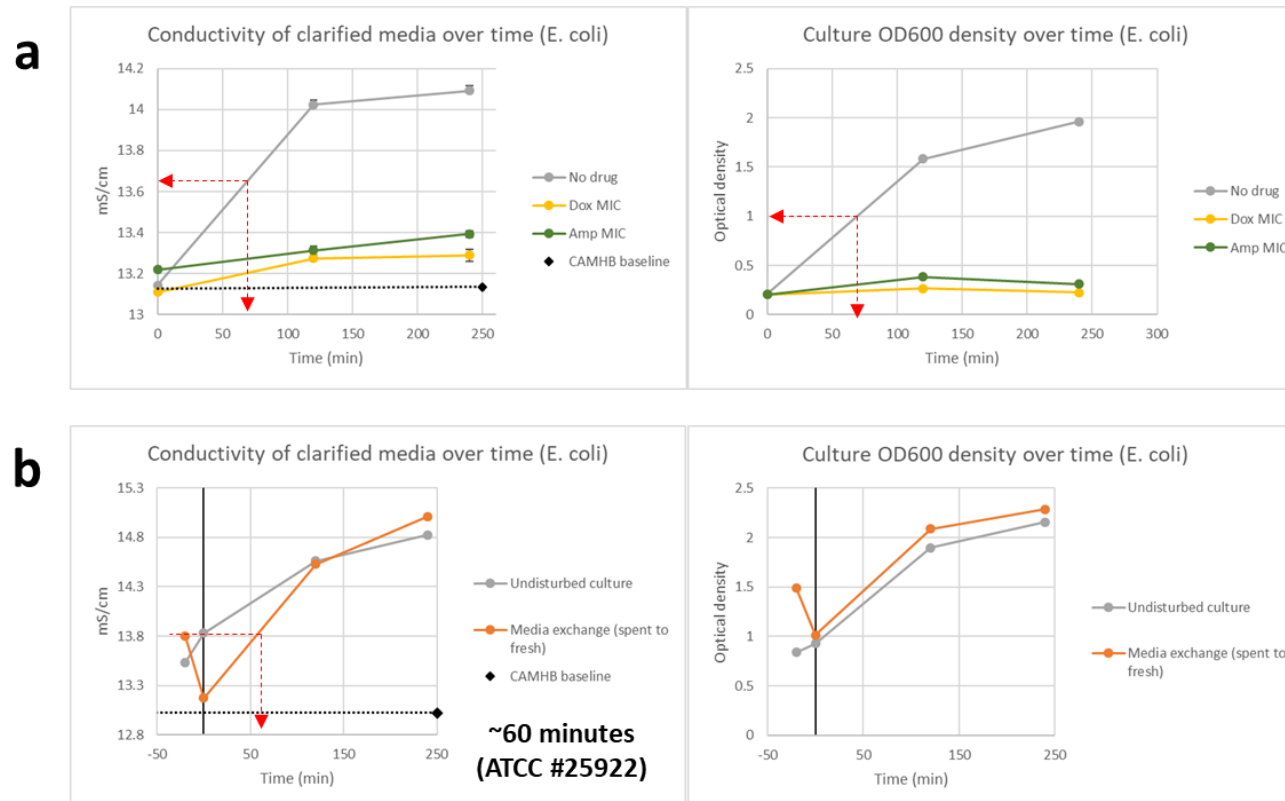 a
Conductivity of clarified media over time (E. coli)
14.2
14
13.8
13.6
13.4
13.2
13
mS/cm
0 50 100 150 200 250
Time (min)
No drug
Dox MIC
Amp MIC
CAMHB baseline
Culture OD600 density over time (E. coli)
2.5
2
1.5
1
0.5
0
Optical density
0 50 100 150 200 250 300
Time (min)
No drug
Dox MIC
Amp MIC
b
Conductivity of clarified media over time (E. coli)
15.3
14.8
14.3
13.8
13.3
12.8
mS/cm
-50 50 150 250
Time (min)
Undisturbed culture
Media exchange (spent to
fresh)
CAMHB baseline
~60 minutes
(ATCC #25922)
Culture OD600 density over time (E. coli)
2.5
2
1.5
1
0.5
0
Optical density
-50 50 150 250
Time (min)
Undisturbed culture
Media exchange (spent to
fresh)